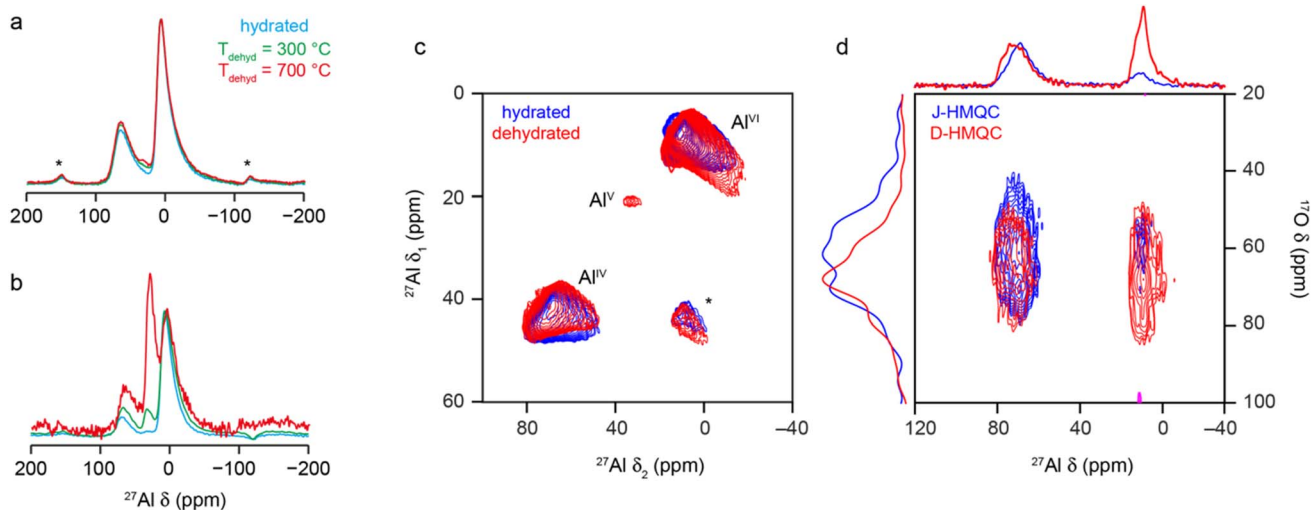 a
hydrated
T dehyd = 300 °C
T dehyd = 700 °C
*
*
200 100 0 −100 −200
b
200 100 0 −100 −200
27Al δ (ppm)
c
hydrated
dehydrated
AlVI
AlV
AlIV
*
0
20
40
60
27Al δ1 (ppm)
80 40 0 −40
27Al δ2 (ppm)
d
J-HMQC
D-HMQC
20
40
60
80
100
17O δ (ppm)
120 80 40 0 −40
27Al δ (ppm)